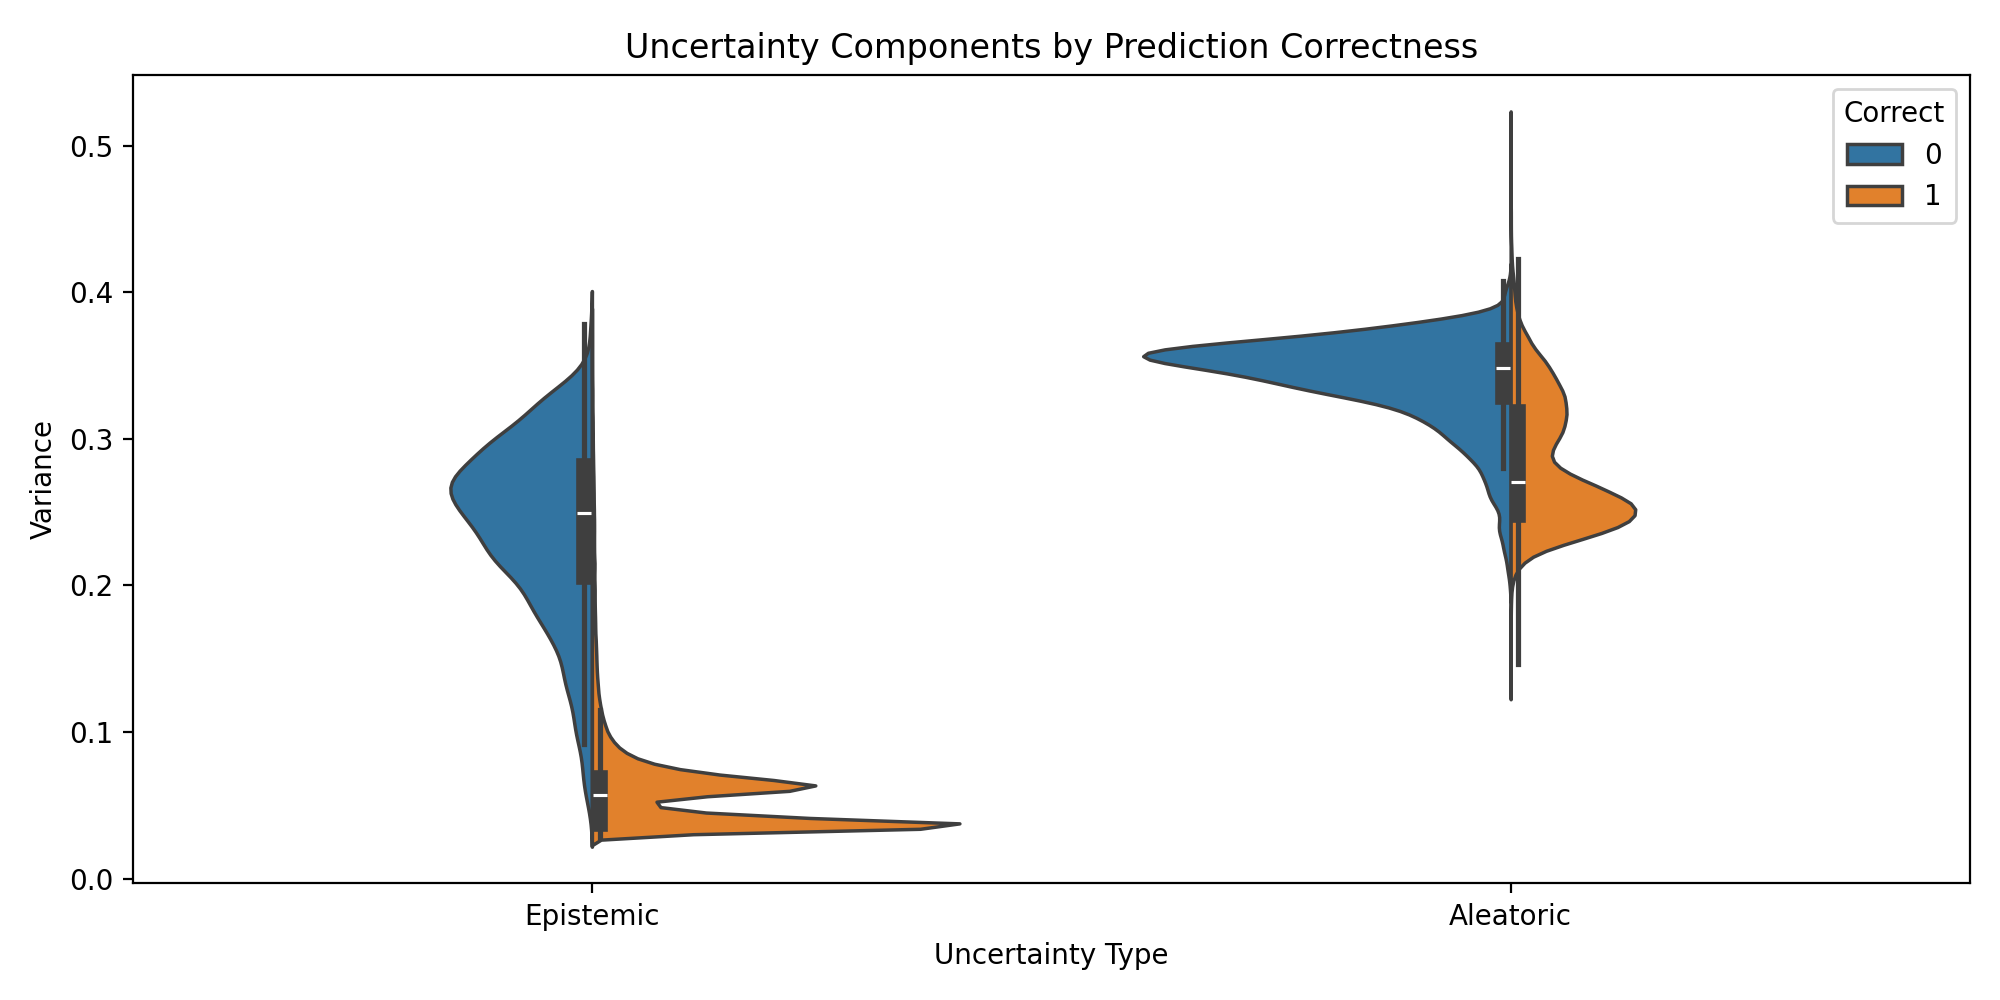 Uncertainty Components by Prediction Correctness
Correct
0
1
Variance
0.5
0.4
0.3
0.2
0.1
0.0
Epistemic
Aleatoric
Uncertainty Type